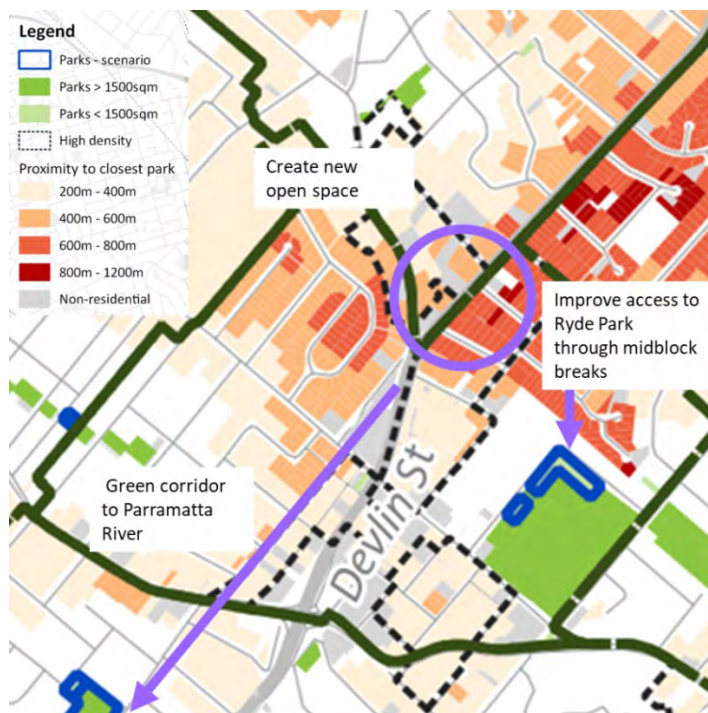 Legend
Parks - scenario
Parks > 1500sqm
Parks < 1500sqm
High density
Proximity to closest park
200m - 400m
400m - 600m
600m - 800m
800m - 1200m
Non-residential
Create new
open space
Improve access to
Ryde Park
through midblock
breaks
Green corridor
to Parramatta
River
Devlin St